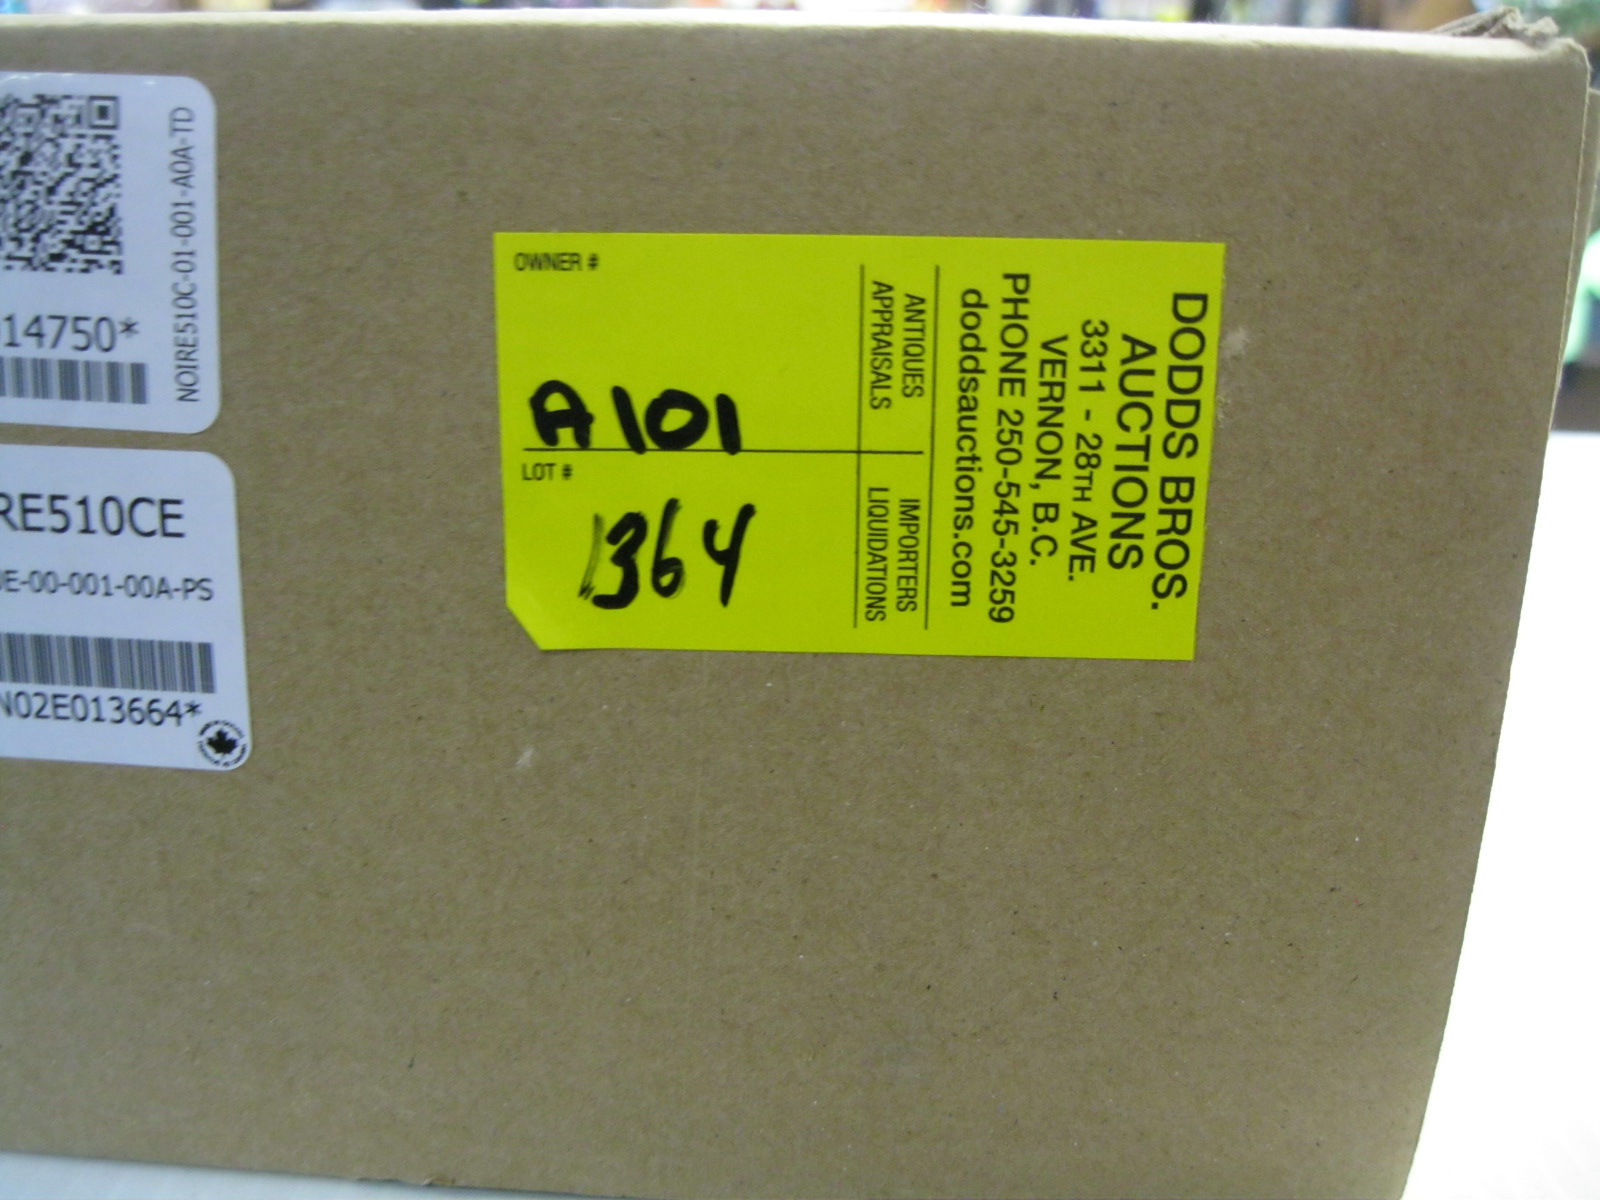 14750*
NOIRE510C-01-001-A0A-TD
RE510CE
E-00-001-00A-PS
N02E013664*
OWNER #
A101
LOT #
1364
ANTIQUES
APPRAISALS
IMPORTERS
LIQUIDATIONS
DODDS BROS.
AUCTIONS
3311 - 28TH AVE.
VERNON, B.C.
PHONE 250-545-3259
doddsauctions.com